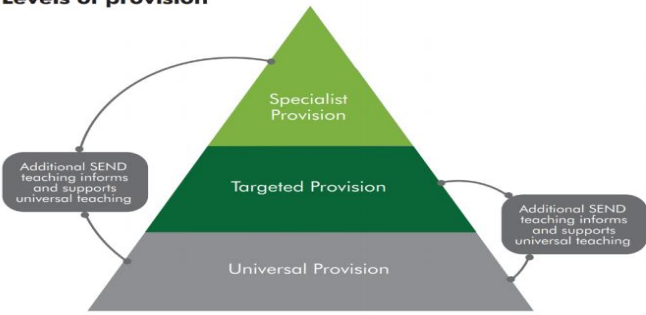 Levels of provision
Specialist
Provision
Additional SEND
teaching informs
and supports
universal teaching
Targeted Provision
Additional SEND
teaching informs
and supports
universal teaching
Universal Provision